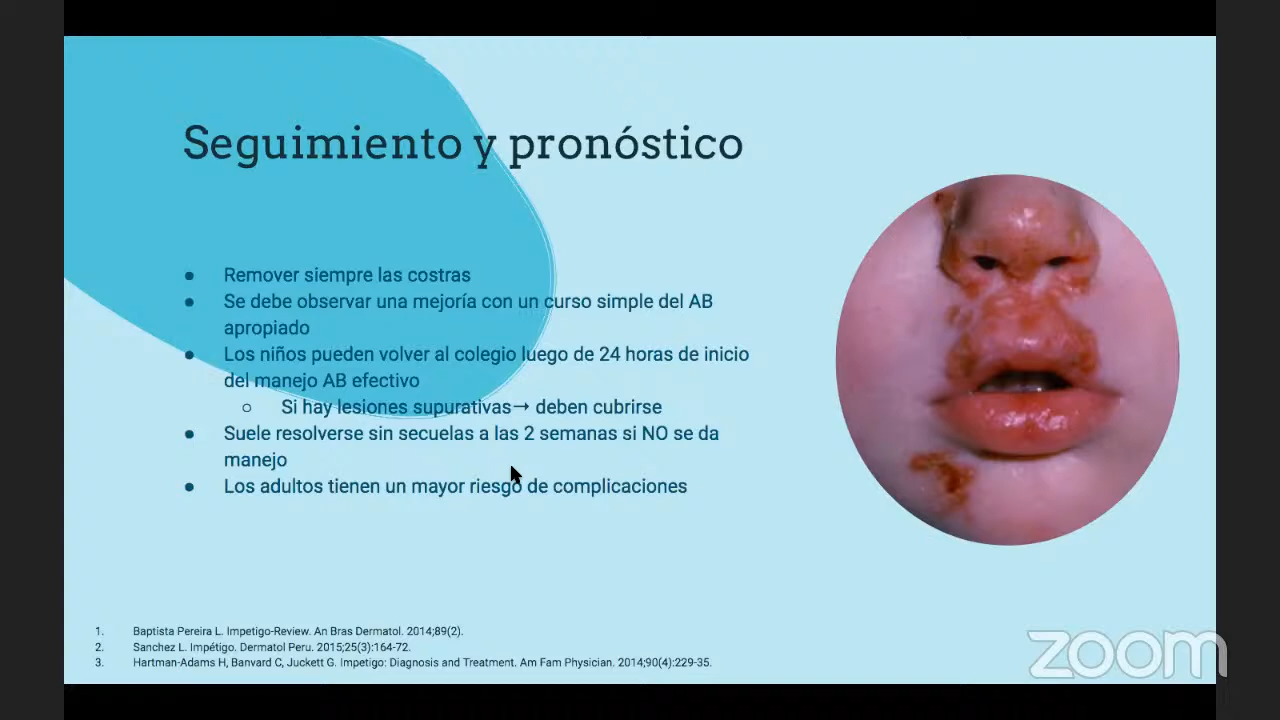 Seguimiento y pronóstico
● Remover siempre las costras
● Se debe observar una mejoría con un curso simple del AB
apropiado
● Los niños pueden volver al colegio luego de 24 horas de inicio
del manejo AB efectivo
○ Si hay lesiones supurativas→ deben cubrirse
● Suele resolverse sin secuelas a las 2 semanas si NO se da
manejo
● Los adultos tienen un mayor riesgo de complicaciones
1. Baptista Pereira L. Impetigo-Review. An Bras Dermatol. 2014;89(2).
2. Sanchez L. Impétigo. Dermatol Peru. 2015;25(3):164-72.
3. Hartman-Adams H, Banvard C, Juckett G. Impetigo: Diagnosis and Treatment. Am Fam Physician. 2014;90(4):229-35.
zoom